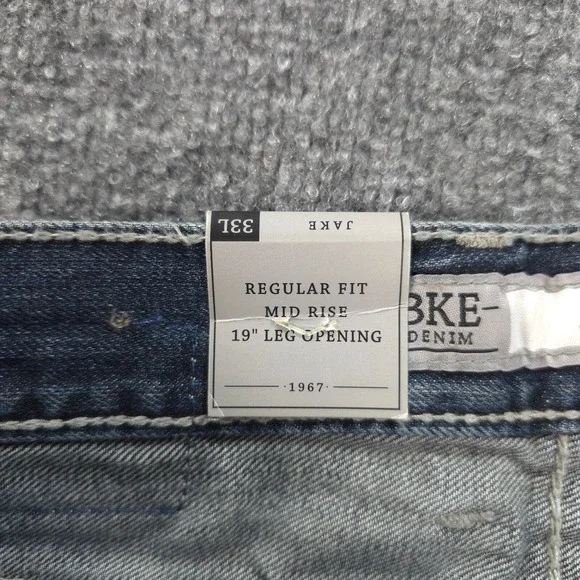 33L JAKE
REGULAR FIT
MID RISE
19" LEG OPENING
·1967·
BKE-
DENIM